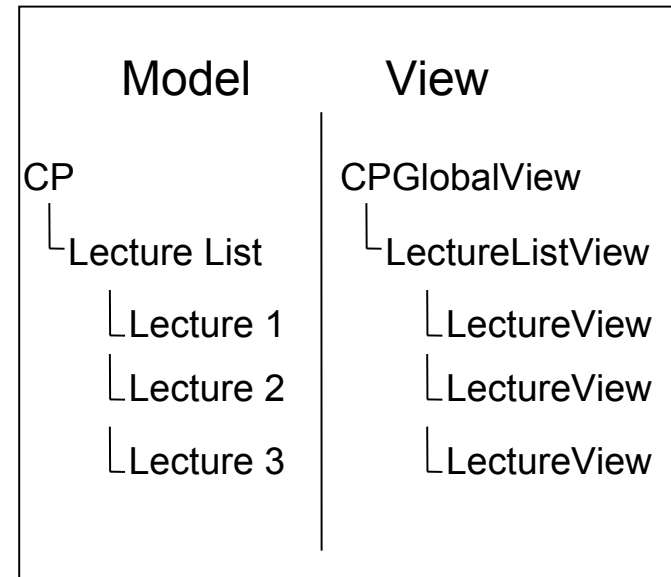 Model View
CP CPGlobalView
Lecture List LectureListView
Lecture 1 LectureView
Lecture 2 LectureView
Lecture 3 LectureView